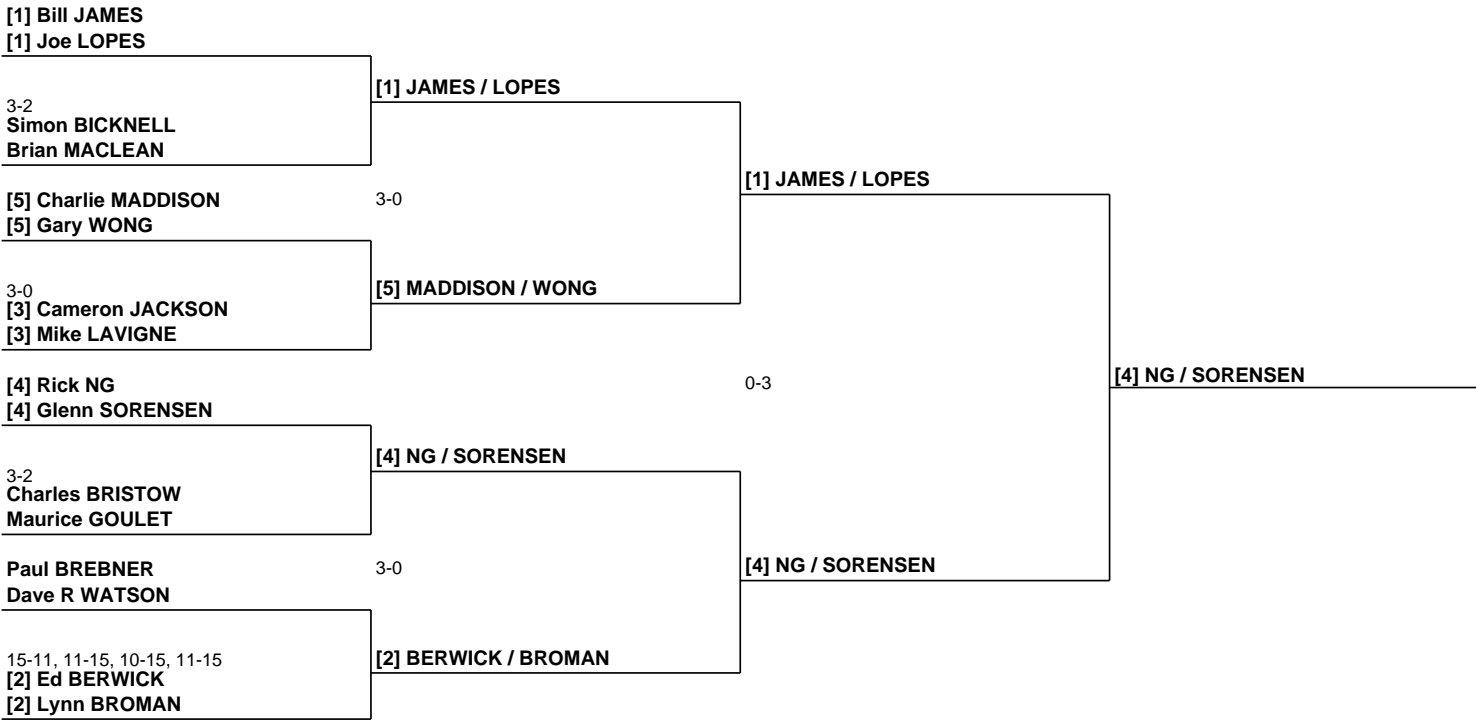 [1] Bill JAMES
[1] Joe LOPES
[1] JAMES / LOPES
3-2
Simon BICKNELL
Brian MACLEAN
[1] JAMES / LOPES
[5] Charlie MADDISON
3-0
[5] Gary WONG
[5] MADDISON / WONG
3-0
[3] Cameron JACKSON
[3] Mike LAVIGNE
[4] NG / SORENSEN
[4] Rick NG
0-3
[4] Glenn SORENSEN
[4] NG / SORENSEN
3-2
Charles BRISTOW
Maurice GOULET
[4] NG / SORENSEN
Paul BREBNER
3-0
Dave R WATSON
[2] BERWICK / BROMAN
15-11, 11-15, 10-15, 11-15
[2] Ed BERWICK
[2] Lynn BROMAN